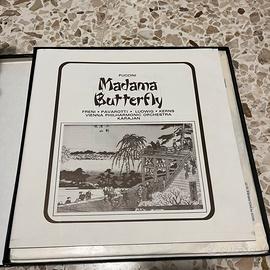 PUCCINI
Madama
Butterfly
FRENI • PAVAROTTI • LUDWIG • KERNS
VIENNA PHILHARMONIC ORCHESTRA
KARAJAN